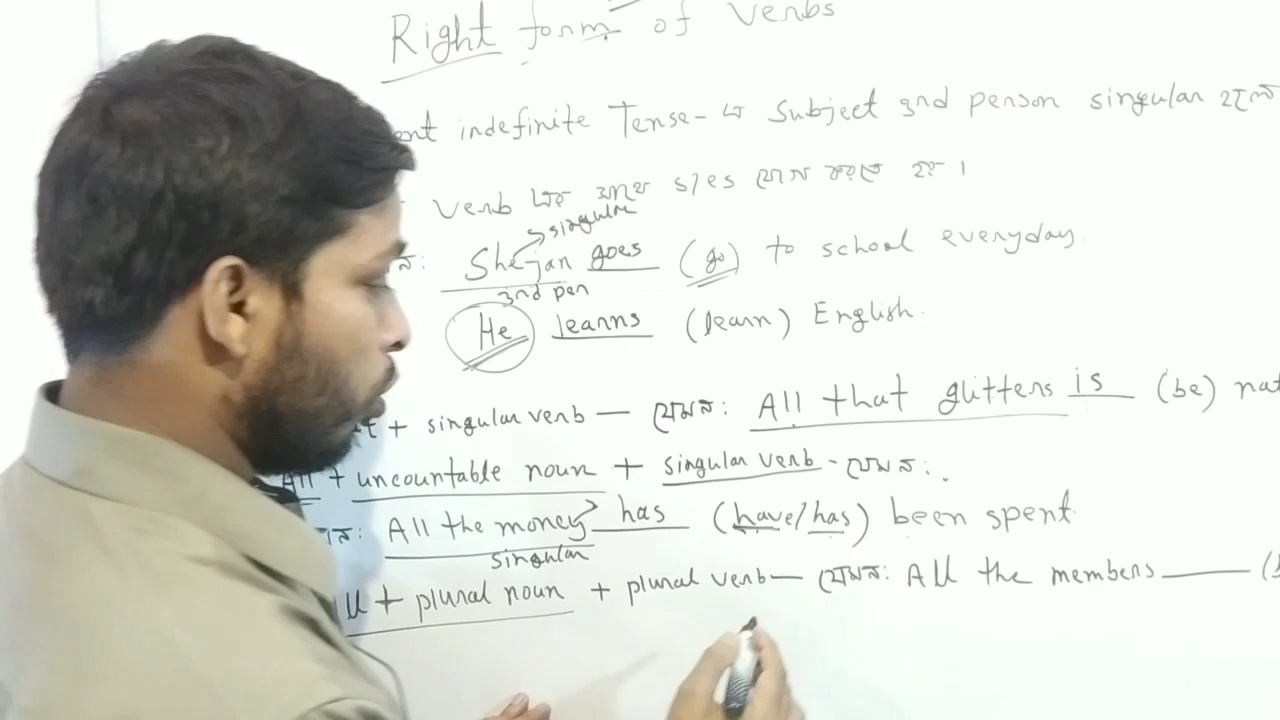 Right form of Verbs
ent indefinite Tense-এ Subject 3rd person singular হলে
Verb এর সাথে s/es যোগ করতে হয়।
singular
ন: Shejan goes (go) to school everyday.
3rd per
He learns (learn) English.
+ singular verb — যেমন: All that glitters is (be) not
All + uncountable noun + singular verb - যেমন:
মন: All the money has (have/has) been spent.
singular
ll + plural noun + plural verb — যেমন: All the members ____ (